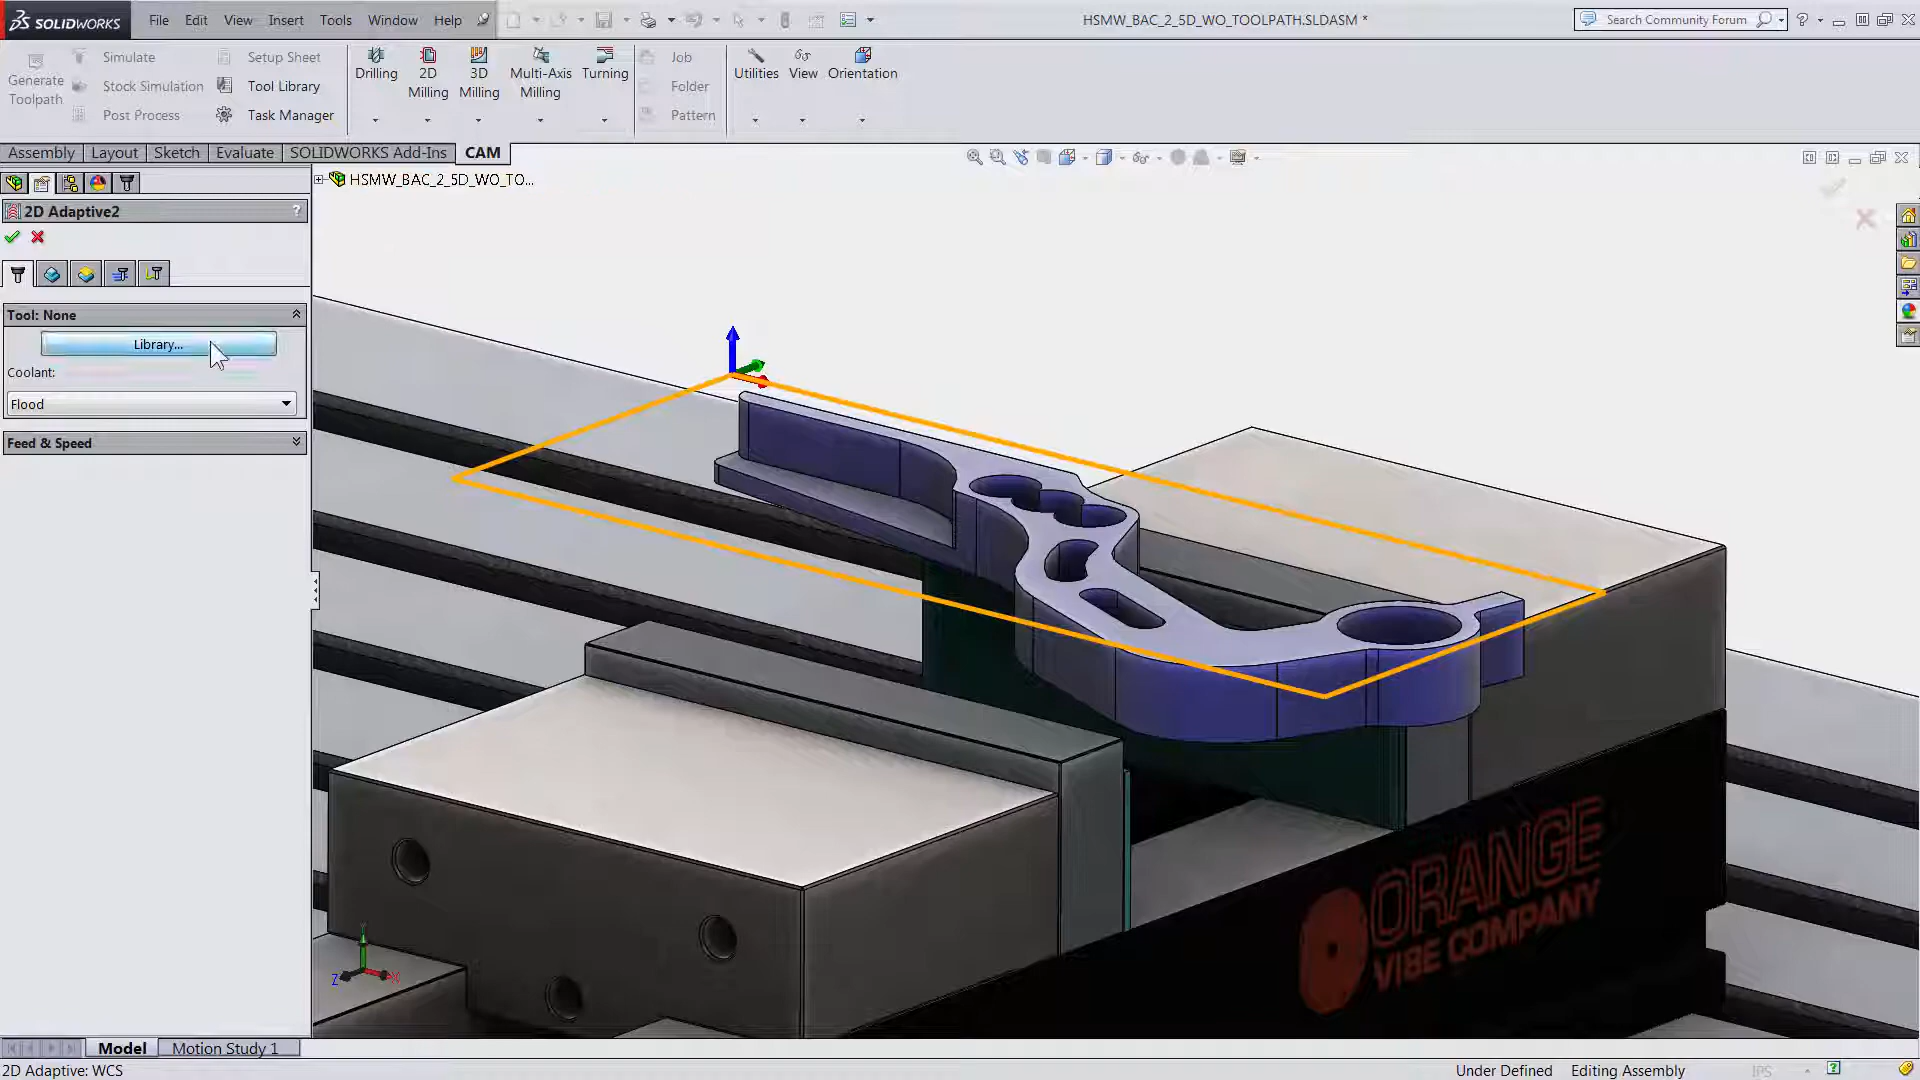 SOLIDWORKS File Edit View Insert Tools Window Help
HSMW_BAC_2_5D_WO_TOOLPATH.SLDASM *
Search Community Forum
?
Generate Toolpath
Simulate
Stock Simulation
Post Process
Setup Sheet
Tool Library
Task Manager
Drilling
2D Milling
3D Milling
Multi-Axis Milling
Turning
Job
Folder
Pattern
Utilities
View
Orientation
Assembly Layout Sketch Evaluate SOLIDWORKS Add-Ins CAM
HSMW_BAC_2_5D_WO_TO...
2D Adaptive2 ?
Tool: None
Library...
Coolant:
Flood
Feed & Speed
ORANGE
VISE COMPANY
Y
Z
X
Model Motion Study 1
2D Adaptive: WCS
Under Defined Editing Assembly IPS ?